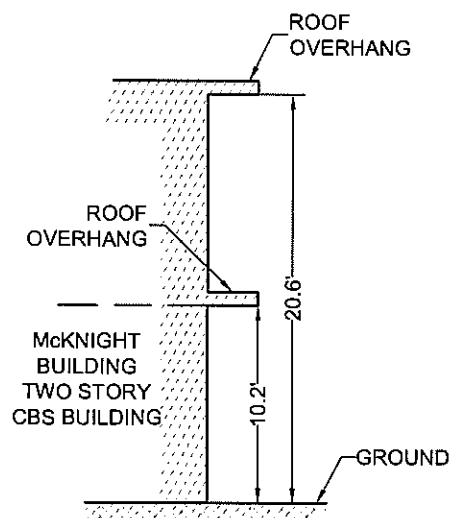 ROOF
OVERHANG
ROOF
OVERHANG
20.6'
McKNIGHT
BUILDING
TWO STORY
CBS BUILDING
10.2'
GROUND